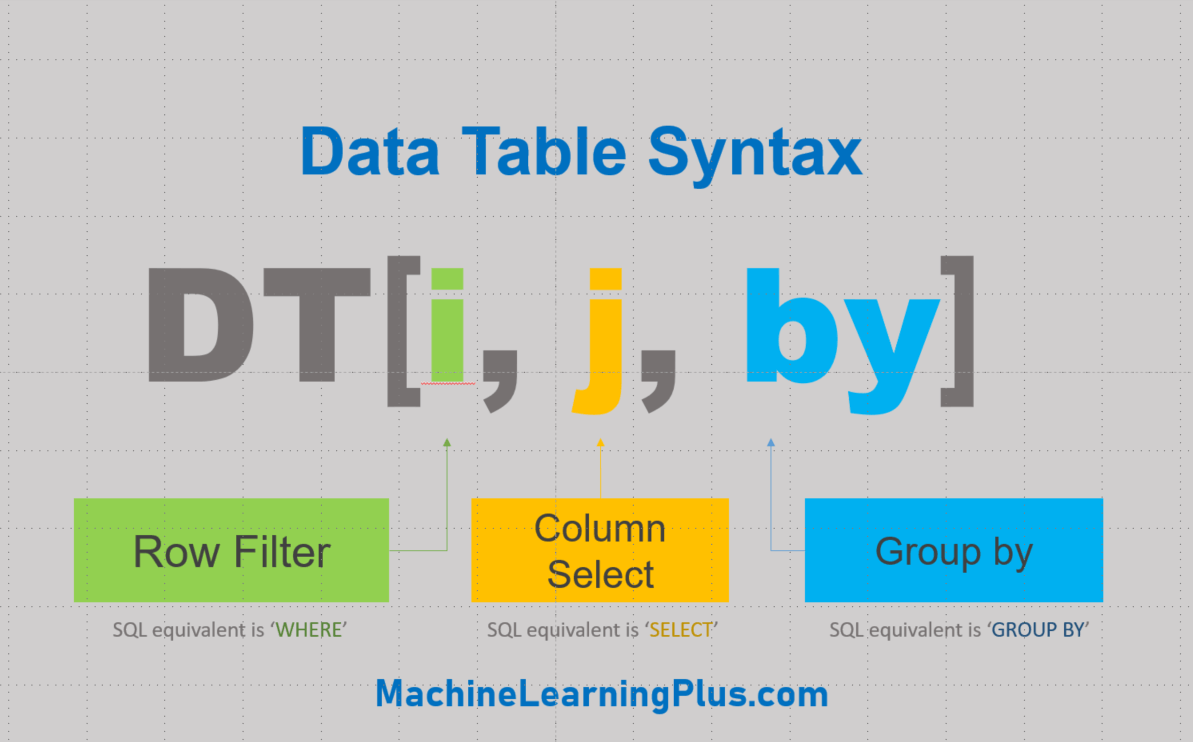 Data Table Syntax
DT[i, j, by]
Row Filter
Column
Select
Group by
SQL equivalent is ‘WHERE’
SQL equivalent is ‘SELECT’
SQL equivalent is ‘GROUP BY’
MachineLearningPlus.com